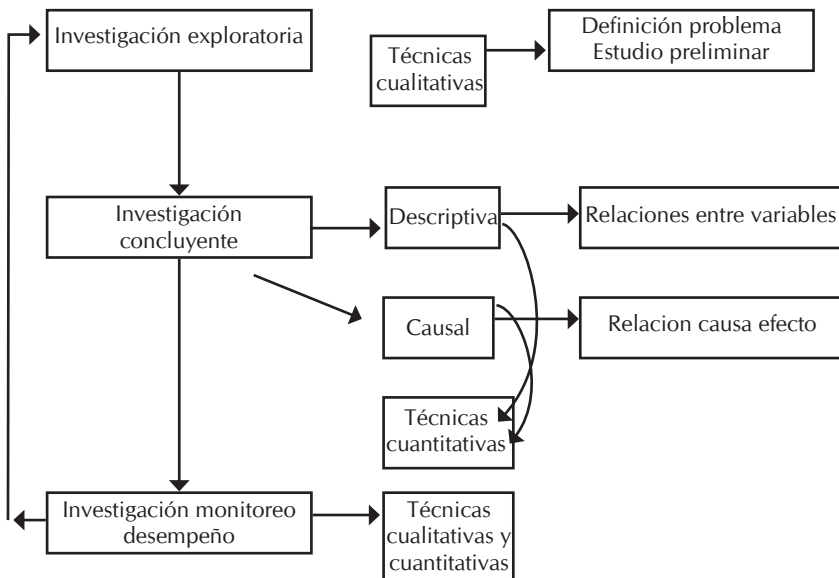 Investigación exploratoria
Técnicas
cualitativas
Definición problema
Estudio preliminar
Investigación
concluyente
Descriptiva
Relaciones entre variables
Causal
Relacion causa efecto
Técnicas
cuantitativas
Investigación monitoreo
desempeño
Técnicas
cualitativas y
cuantitativas